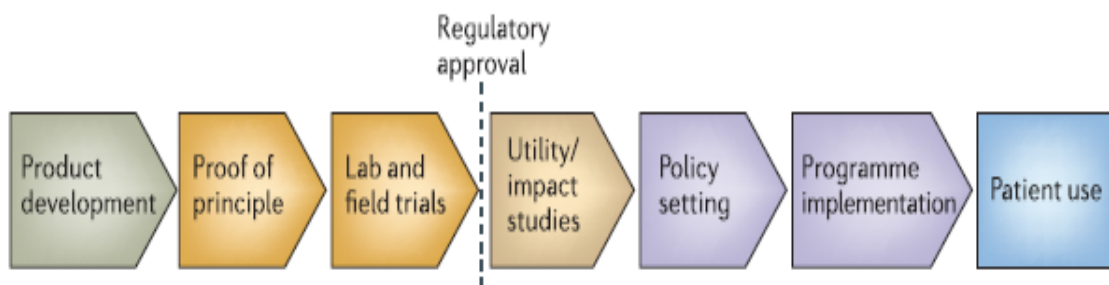 Regulatory
approval
Product
development
Proof of
principle
Lab and
field trials
Utility/
impact
studies
Policy
setting
Programme
implementation
Patient use